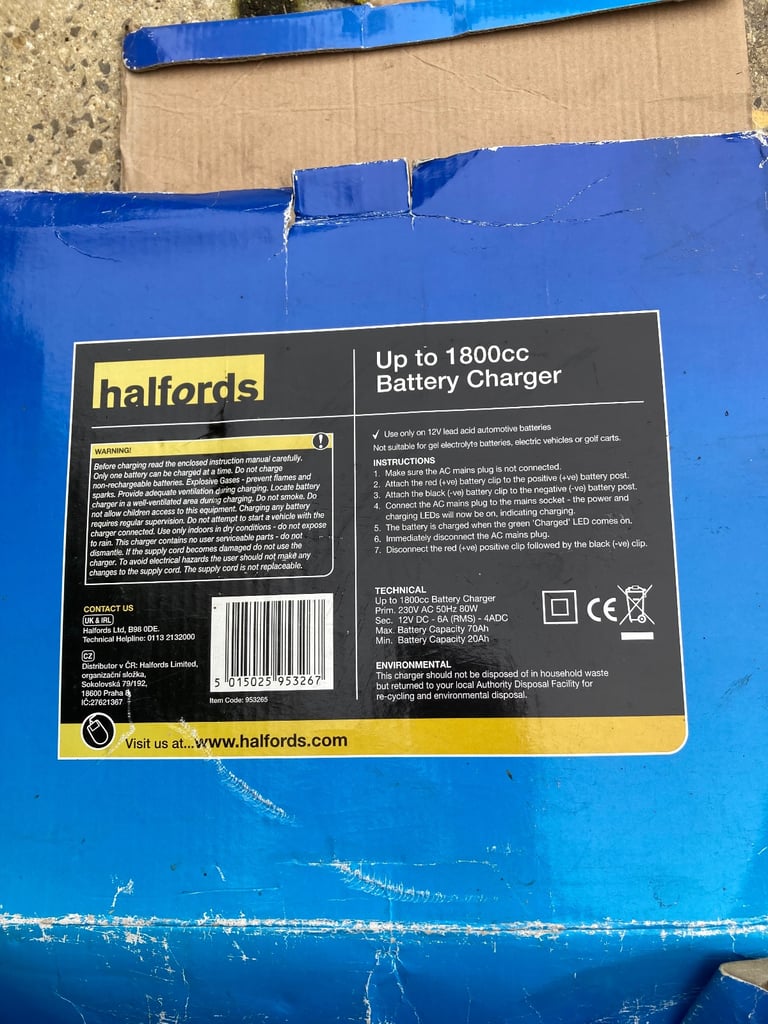 halfords
Up to 1800cc
Battery Charger
WARNING!
Before charging read the enclosed instruction manual carefully.
Only one battery can be charged at a time. Do not charge
non-rechargeable batteries. Explosive Gases - prevent flames and
sparks. Provide adequate ventilation during charging. Locate battery
charger in a well-ventilated area during charging. Do not smoke. Do
not allow children access to this equipment. Charging any battery
requires regular supervision. Do not attempt to start a vehicle with the
charger connected. Use only indoors in dry conditions - do not expose
to rain. This charger contains no user serviceable parts - do not
dismantle. If the supply cord becomes damaged do not use the
charger. To avoid electrical hazards the user should not make any
changes to the supply cord. The supply cord is not replaceable.
CONTACT US
UK & IRL
Halfords Ltd, B98 0DE.
Technical Helpline: 0113 2132000
CZ
Distributor v ČR: Halfords Limited,
organizační složka,
Sokolovská 79/192,
18600 Praha 8
IČ:27621367
5 015025 953267
Item Code: 953265
✓ Use only on 12V lead acid automotive batteries
Not suitable for gel electrolyte batteries, electric vehicles or golf carts.
INSTRUCTIONS
1. Make sure the AC mains plug is not connected.
2. Attach the red (+ve) battery clip to the positive (+ve) battery post.
3. Attach the black (-ve) battery clip to the negative (-ve) battery post.
4. Connect the AC mains plug to the mains socket - the power and
charging LEDs will now be on, indicating charging.
5. The battery is charged when the green 'Charged' LED comes on.
6. Immediately disconnect the AC mains plug.
7. Disconnect the red (+ve) positive clip followed by the black (-ve) clip.
TECHNICAL
Up to 1800cc Battery Charger
Prim. 230V AC 50Hz 80W
Sec. 12V DC - 6A (RMS) - 4ADC
Max. Battery Capacity 70Ah
Min. Battery Capacity 20Ah
CE
ENVIRONMENTAL
This charger should not be disposed of in household waste
but returned to your local Authority Disposal Facility for
re-cycling and environmental disposal.
Visit us at...www.halfords.com